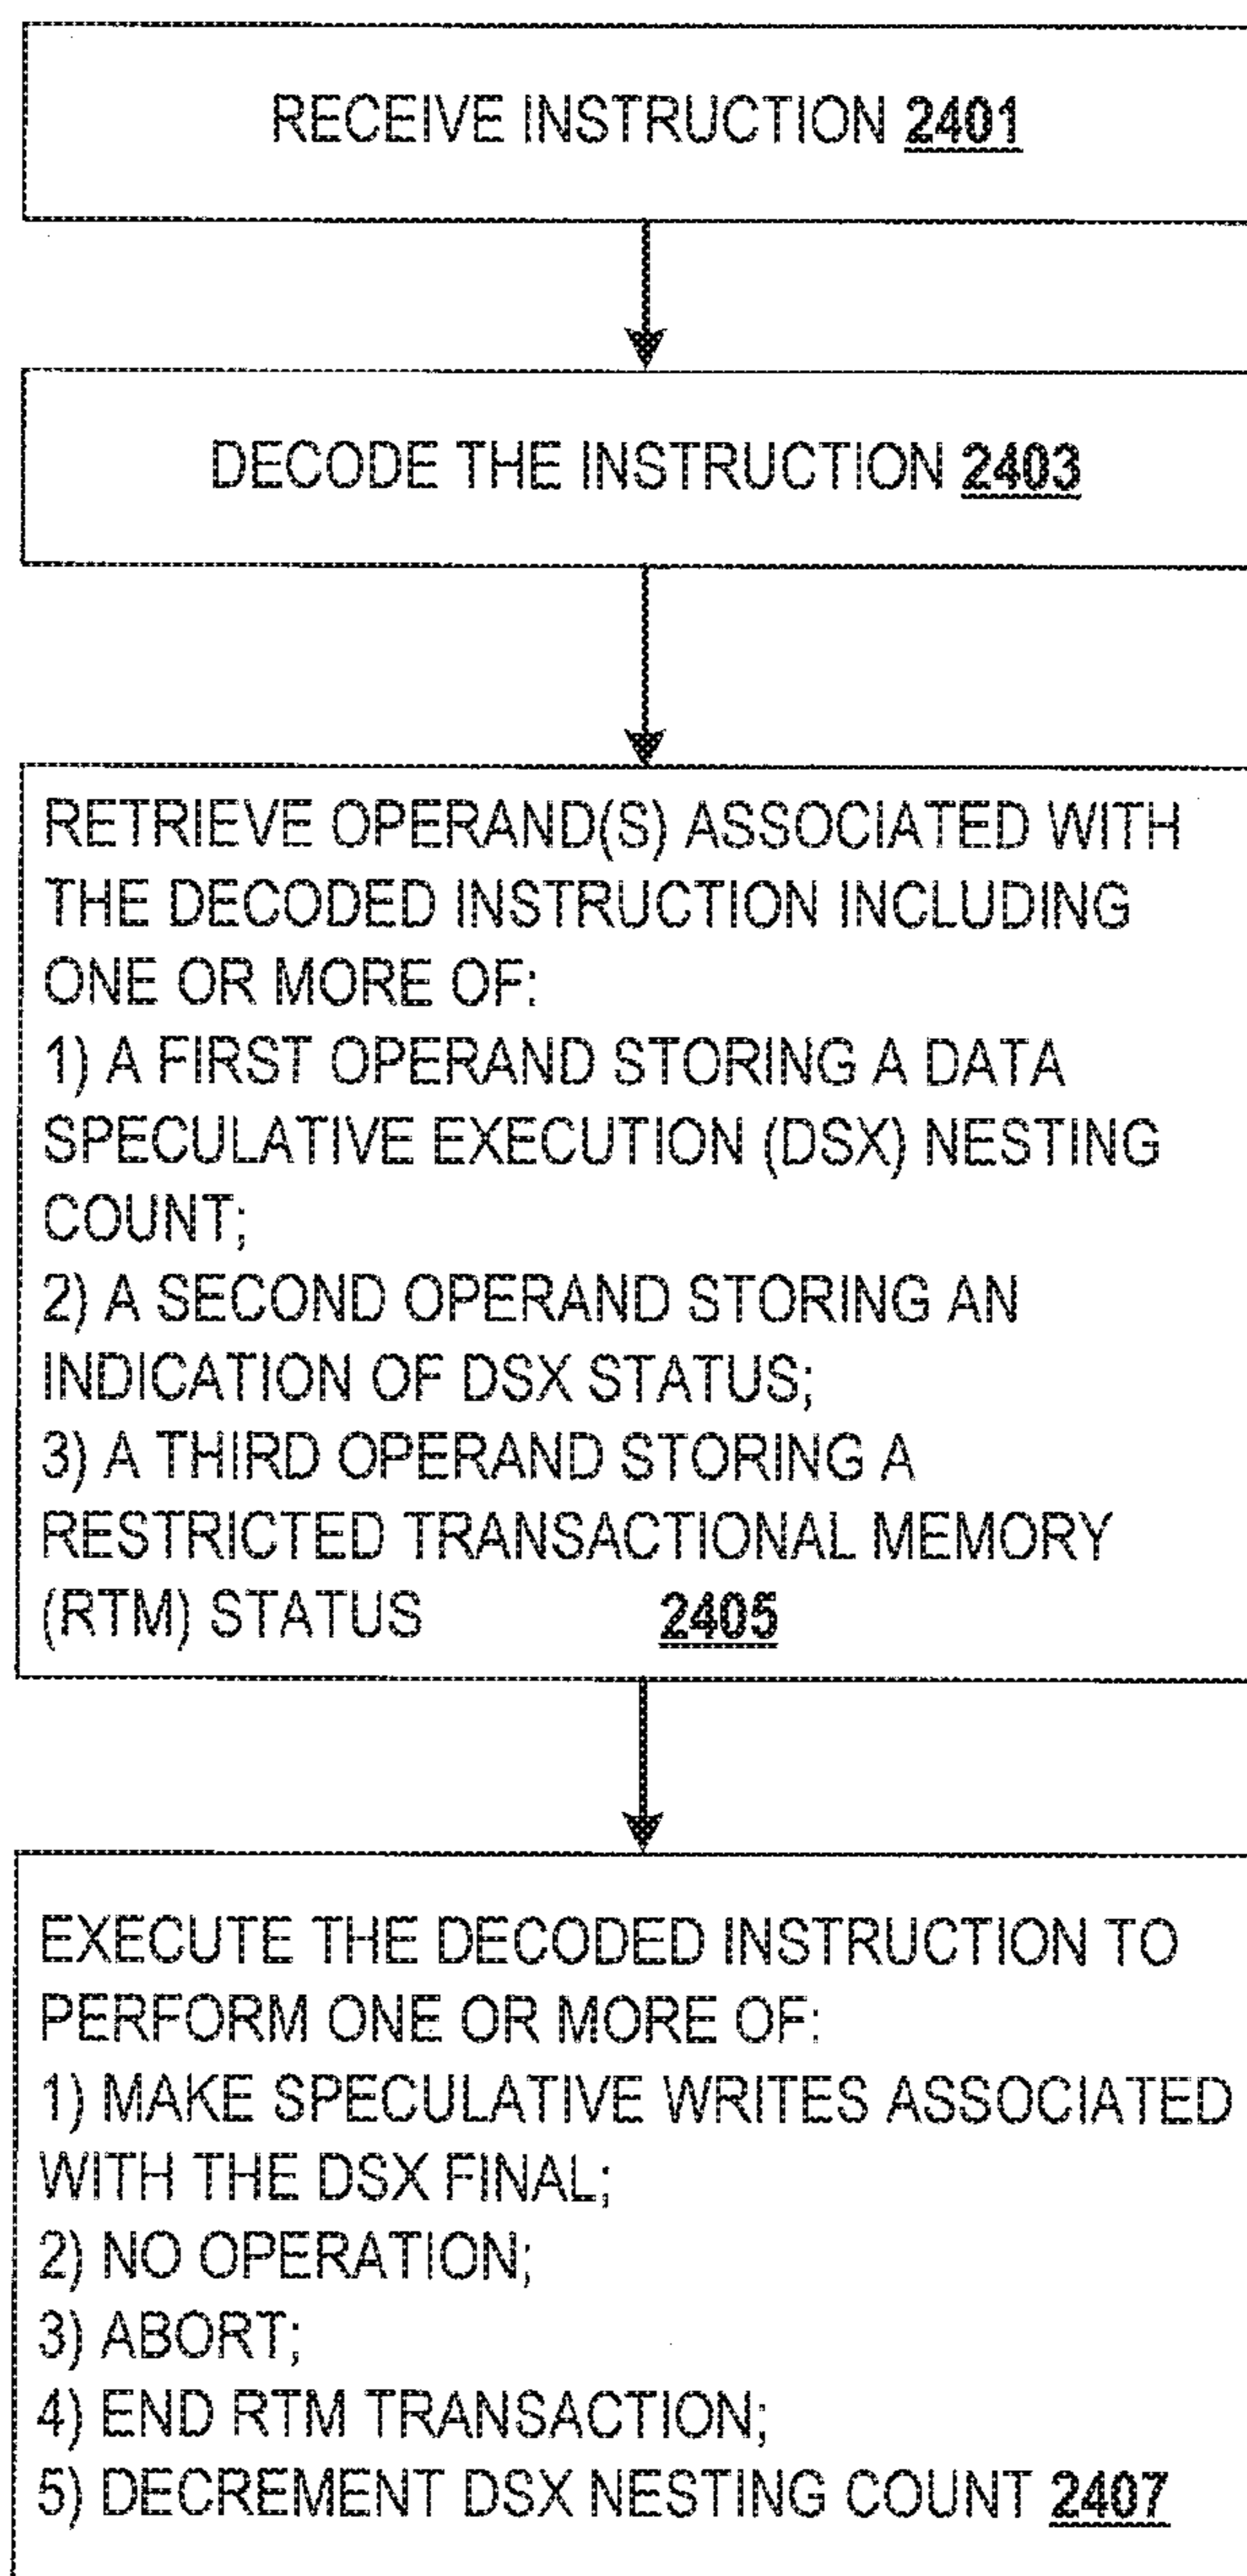 RECEIVE INSTRUCTION 2401
DECODE THE INSTRUCTION 2403
RETRIEVE OPERAND(S) ASSOCIATED WITH
THE DECODED INSTRUCTION INCLUDING
ONE OR MORE OF:
1) A FIRST OPERAND STORING A DATA
SPECULATIVE EXECUTION (DSX) NESTING
COUNT;
2) A SECOND OPERAND STORING AN
INDICATION OF DSX STATUS;
3) A THIRD OPERAND STORING A
RESTRICTED TRANSACTIONAL MEMORY
(RTM) STATUS 2405
EXECUTE THE DECODED INSTRUCTION TO
PERFORM ONE OR MORE OF:
1) MAKE SPECULATIVE WRITES ASSOCIATED
WITH THE DSX FINAL;
2) NO OPERATION;
3) ABORT;
4) END RTM TRANSACTION;
5) DECREMENT DSX NESTING COUNT 2407